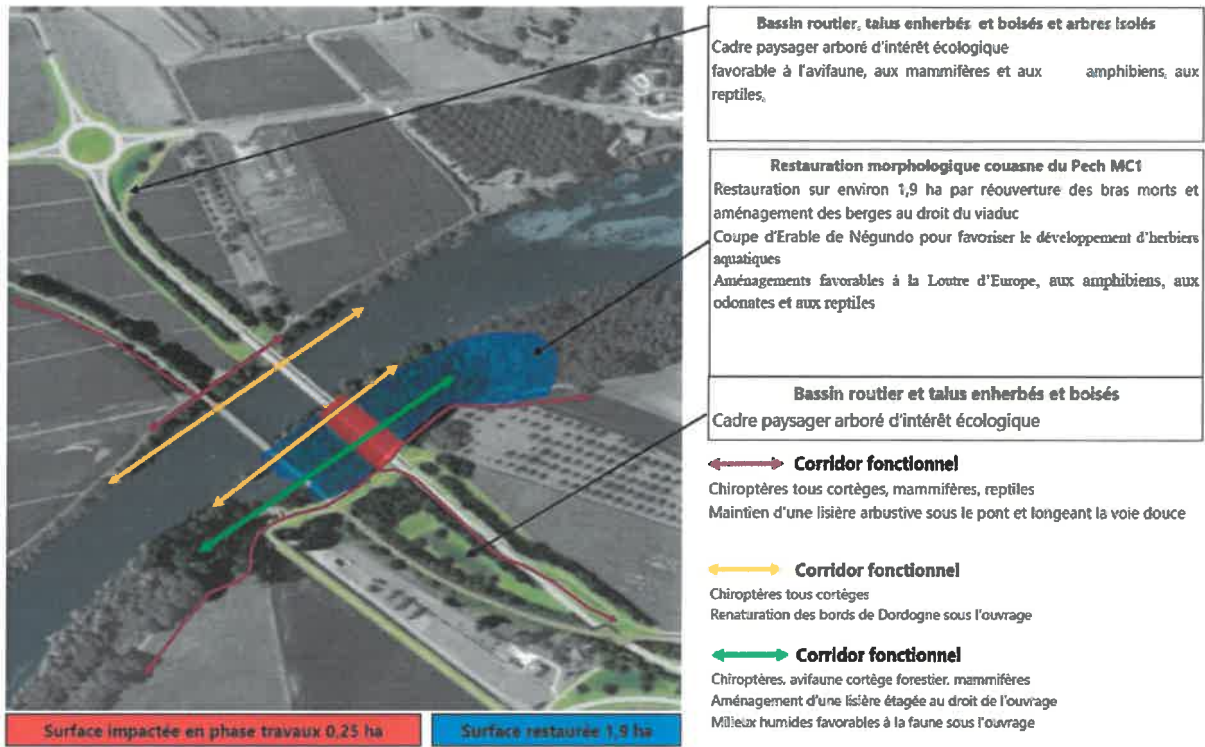 Bassin routier, talus enherbés et boisés et arbres isolés
Cadre paysager arboré d'intérêt écologique
favorable à l'avifaune, aux mammifères et aux amphibiens, aux
reptiles,
Restauration morphologique couasne du Pech MC1
Restauration sur environ 1,9 ha par réouverture des bras morts et
aménagement des berges au droit du viaduc
Coupe d'Erable de Négundo pour favoriser le développement d'herbiers
aquatiques
Aménagements favorables à la Loutre d'Europe, aux amphibiens, aux
odonates et aux reptiles
Bassin routier et talus enherbés et boisés
Cadre paysager arboré d'intérêt écologique
Corridor fonctionnel
Chiroptères tous cortèges, mammifères, reptiles
Maintien d'une lisière arbustive sous le pont et longeant la voie douce
Corridor fonctionnel
Chiroptères tous cortèges
Renaturation des bords de Dordogne sous l'ouvrage
Corridor fonctionnel
Chiroptères, avifaune cortège forestier, mammifères
Aménagement d'une lisière étagée au droit de l'ouvrage
Milieux humides favorables à la faune sous l'ouvrage
Surface impactée en phase travaux 0,25 ha
Surface restaurée 1,9 ha